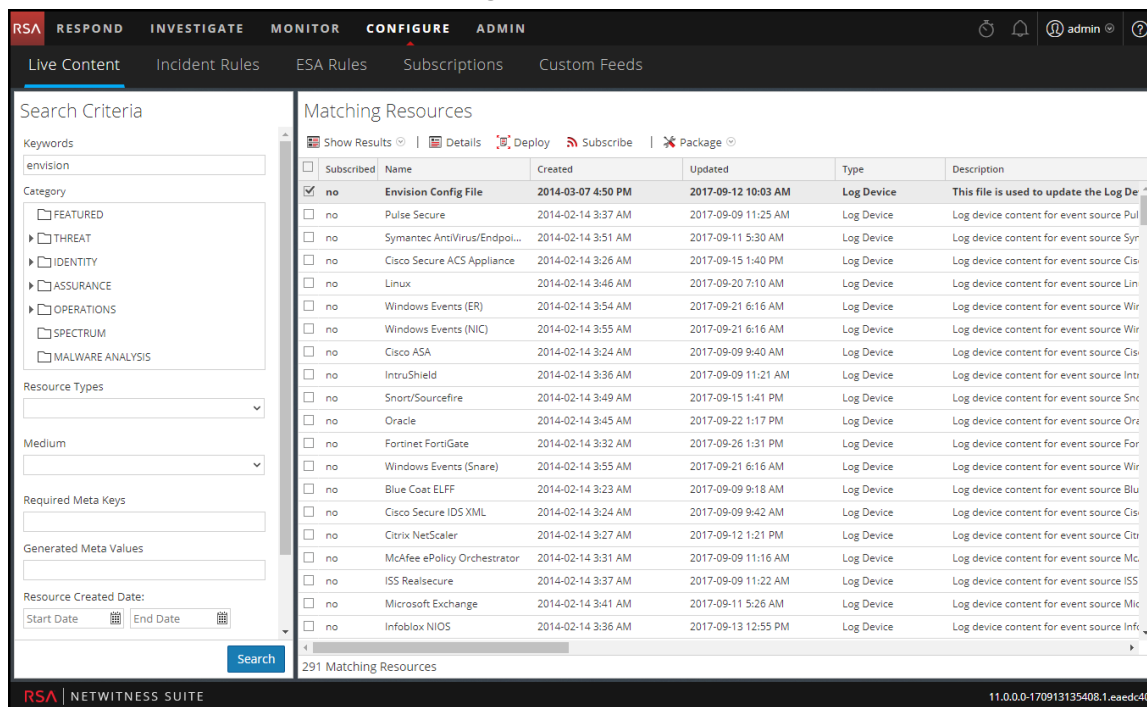 RSA RESPOND INVESTIGATE MONITOR CONFIGURE ADMIN admin
Live Content Incident Rules ESA Rules Subscriptions Custom Feeds
Search Criteria
Keywords
envision
Category
FEATURED
THREAT
IDENTITY
ASSURANCE
OPERATIONS
SPECTRUM
MALWARE ANALYSIS
Resource Types
Medium
Required Meta Keys
Generated Meta Values
Resource Created Date:
Start Date End Date
Search
Matching Resources
Show Results | Details Deploy Subscribe | Package
Subscribed Name Created Updated Type Description
no Envision Config File 2014-03-07 4:50 PM 2017-09-12 10:03 AM Log Device This file is used to update the Log De
no Pulse Secure 2014-02-14 3:37 AM 2017-09-09 11:25 AM Log Device Log device content for event source Pul
no Symantec AntiVirus/Endpoi... 2014-02-14 3:51 AM 2017-09-11 5:30 AM Log Device Log device content for event source Syr
no Cisco Secure ACS Appliance 2014-02-14 3:26 AM 2017-09-15 1:40 PM Log Device Log device content for event source Cis
no Linux 2014-02-14 3:46 AM 2017-09-20 7:10 AM Log Device Log device content for event source Lin
no Windows Events (ER) 2014-02-14 3:54 AM 2017-09-21 6:16 AM Log Device Log device content for event source Wir
no Windows Events (NIC) 2014-02-14 3:55 AM 2017-09-21 6:16 AM Log Device Log device content for event source Wir
no Cisco ASA 2014-02-14 3:24 AM 2017-09-09 9:40 AM Log Device Log device content for event source Cis
no IntruShield 2014-02-14 3:36 AM 2017-09-09 11:21 AM Log Device Log device content for event source Intr
no Snort/Sourcefire 2014-02-14 3:49 AM 2017-09-15 1:41 PM Log Device Log device content for event source Sno
no Oracle 2014-02-14 3:45 AM 2017-09-22 1:17 PM Log Device Log device content for event source Ora
no Fortinet FortiGate 2014-02-14 3:32 AM 2017-09-26 1:31 PM Log Device Log device content for event source For
no Windows Events (Snare) 2014-02-14 3:55 AM 2017-09-21 6:16 AM Log Device Log device content for event source Wir
no Blue Coat ELFF 2014-02-14 3:23 AM 2017-09-09 9:18 AM Log Device Log device content for event source Blu
no Cisco Secure IDS XML 2014-02-14 3:24 AM 2017-09-09 9:42 AM Log Device Log device content for event source Cis
no Citrix NetScaler 2014-02-14 3:27 AM 2017-09-12 1:21 PM Log Device Log device content for event source Citr
no McAfee ePolicy Orchestrator 2014-02-14 3:31 AM 2017-09-09 11:16 AM Log Device Log device content for event source Mc
no ISS Realsecure 2014-02-14 3:37 AM 2017-09-09 11:22 AM Log Device Log device content for event source ISS
no Microsoft Exchange 2014-02-14 3:41 AM 2017-09-11 5:26 AM Log Device Log device content for event source Mic
no Infoblox NIOS 2014-02-14 3:36 AM 2017-09-13 12:55 PM Log Device Log device content for event source Info
291 Matching Resources
RSA | NETWITNESS SUITE 11.0.0.0-170913135408.1.eaedc40